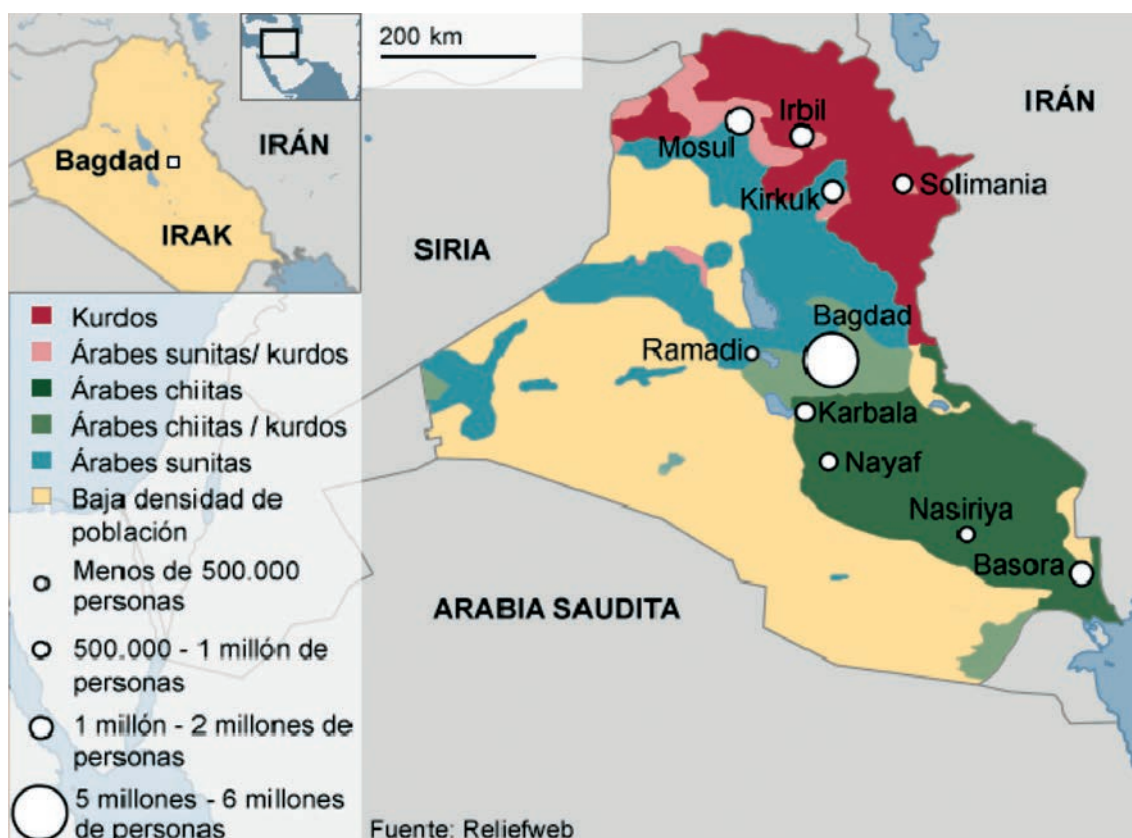 200 km
IRÁN
Bagdad
IRAK
Kurdos
Árabes sunitas/ kurdos
Árabes chiitas
Árabes chiitas / kurdos
Árabes sunitas
Baja densidad de
población
Menos de 500.000
personas
500.000 - 1 millón de
personas
1 millón - 2 millones de
personas
5 millones - 6 millones
de personas
IRÁN
Irbil
Mosul
Solimania
Kirkuk
SIRIA
Bagdad
Ramadio
Karbala
Nayaf
Nasiriya
Basora
ARABIA SAUDITA
Fuente: Reliefweb